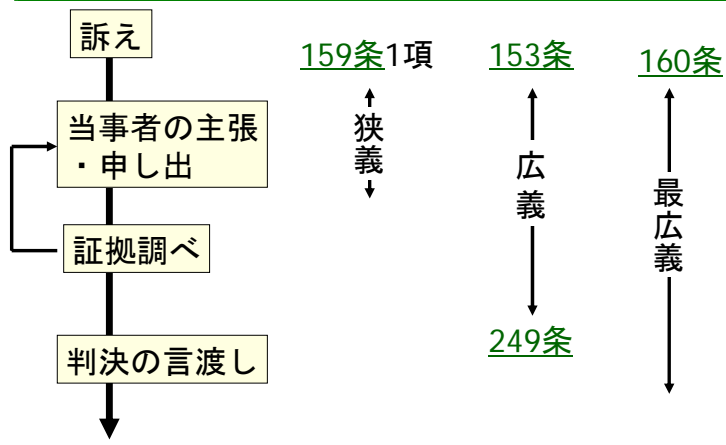 訴え
159条1項
153条
160条
当事者の主張
・申し出
狭義
広義
最広義
証拠調べ
249条
判決の言渡し